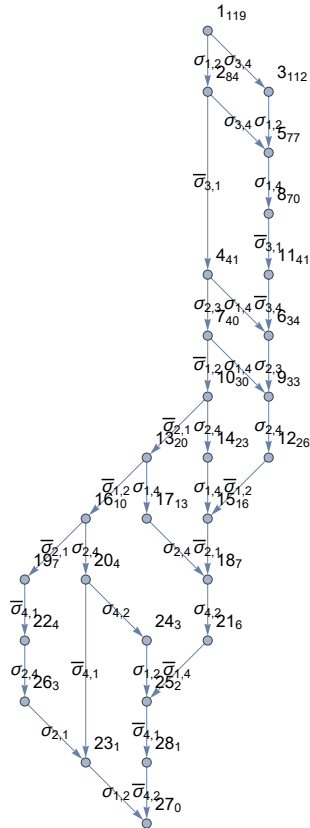 1₁₁₉
σ₁,₂ σ₃,₄
2₈₄ 3₁₁₂
σ₃,₄ σ₁,₂
5₇₇
σ₁,₄
8₇₀
σ̅₃,₁ σ̅₃,₁
4₄₁ 11₄₁
σ₂,₃ σ₁,₄ σ̅₃,₄
7₄₀ 6₃₄
σ̅₁,₂ σ₁,₄ σ₂,₃
10₃₀ 9₃₃
σ̅₂,₁ σ₂,₄ σ₂,₄
13₂₀ 14₂₃ 12₂₆
σ̅₁,₂ σ₁,₄ σ₁,₄ σ̅₁,₂
16₁₀ 17₁₃ 15₁₆
σ̅₂,₁ σ₂,₄ σ₂,₄ σ̅₂,₁
19₇ 20₄ 18₇
σ̅₄,₁ σ₄,₂ σ₄,₂
22₄ 24₃ 21₆
σ₂,₄ σ̅₄,₁ σ₁,₂ σ̅₁,₄
26₃ 25₂
σ₂,₁ σ̅₄,₁
23₁ 28₁
σ₁,₂ σ̅₄,₂
27₀